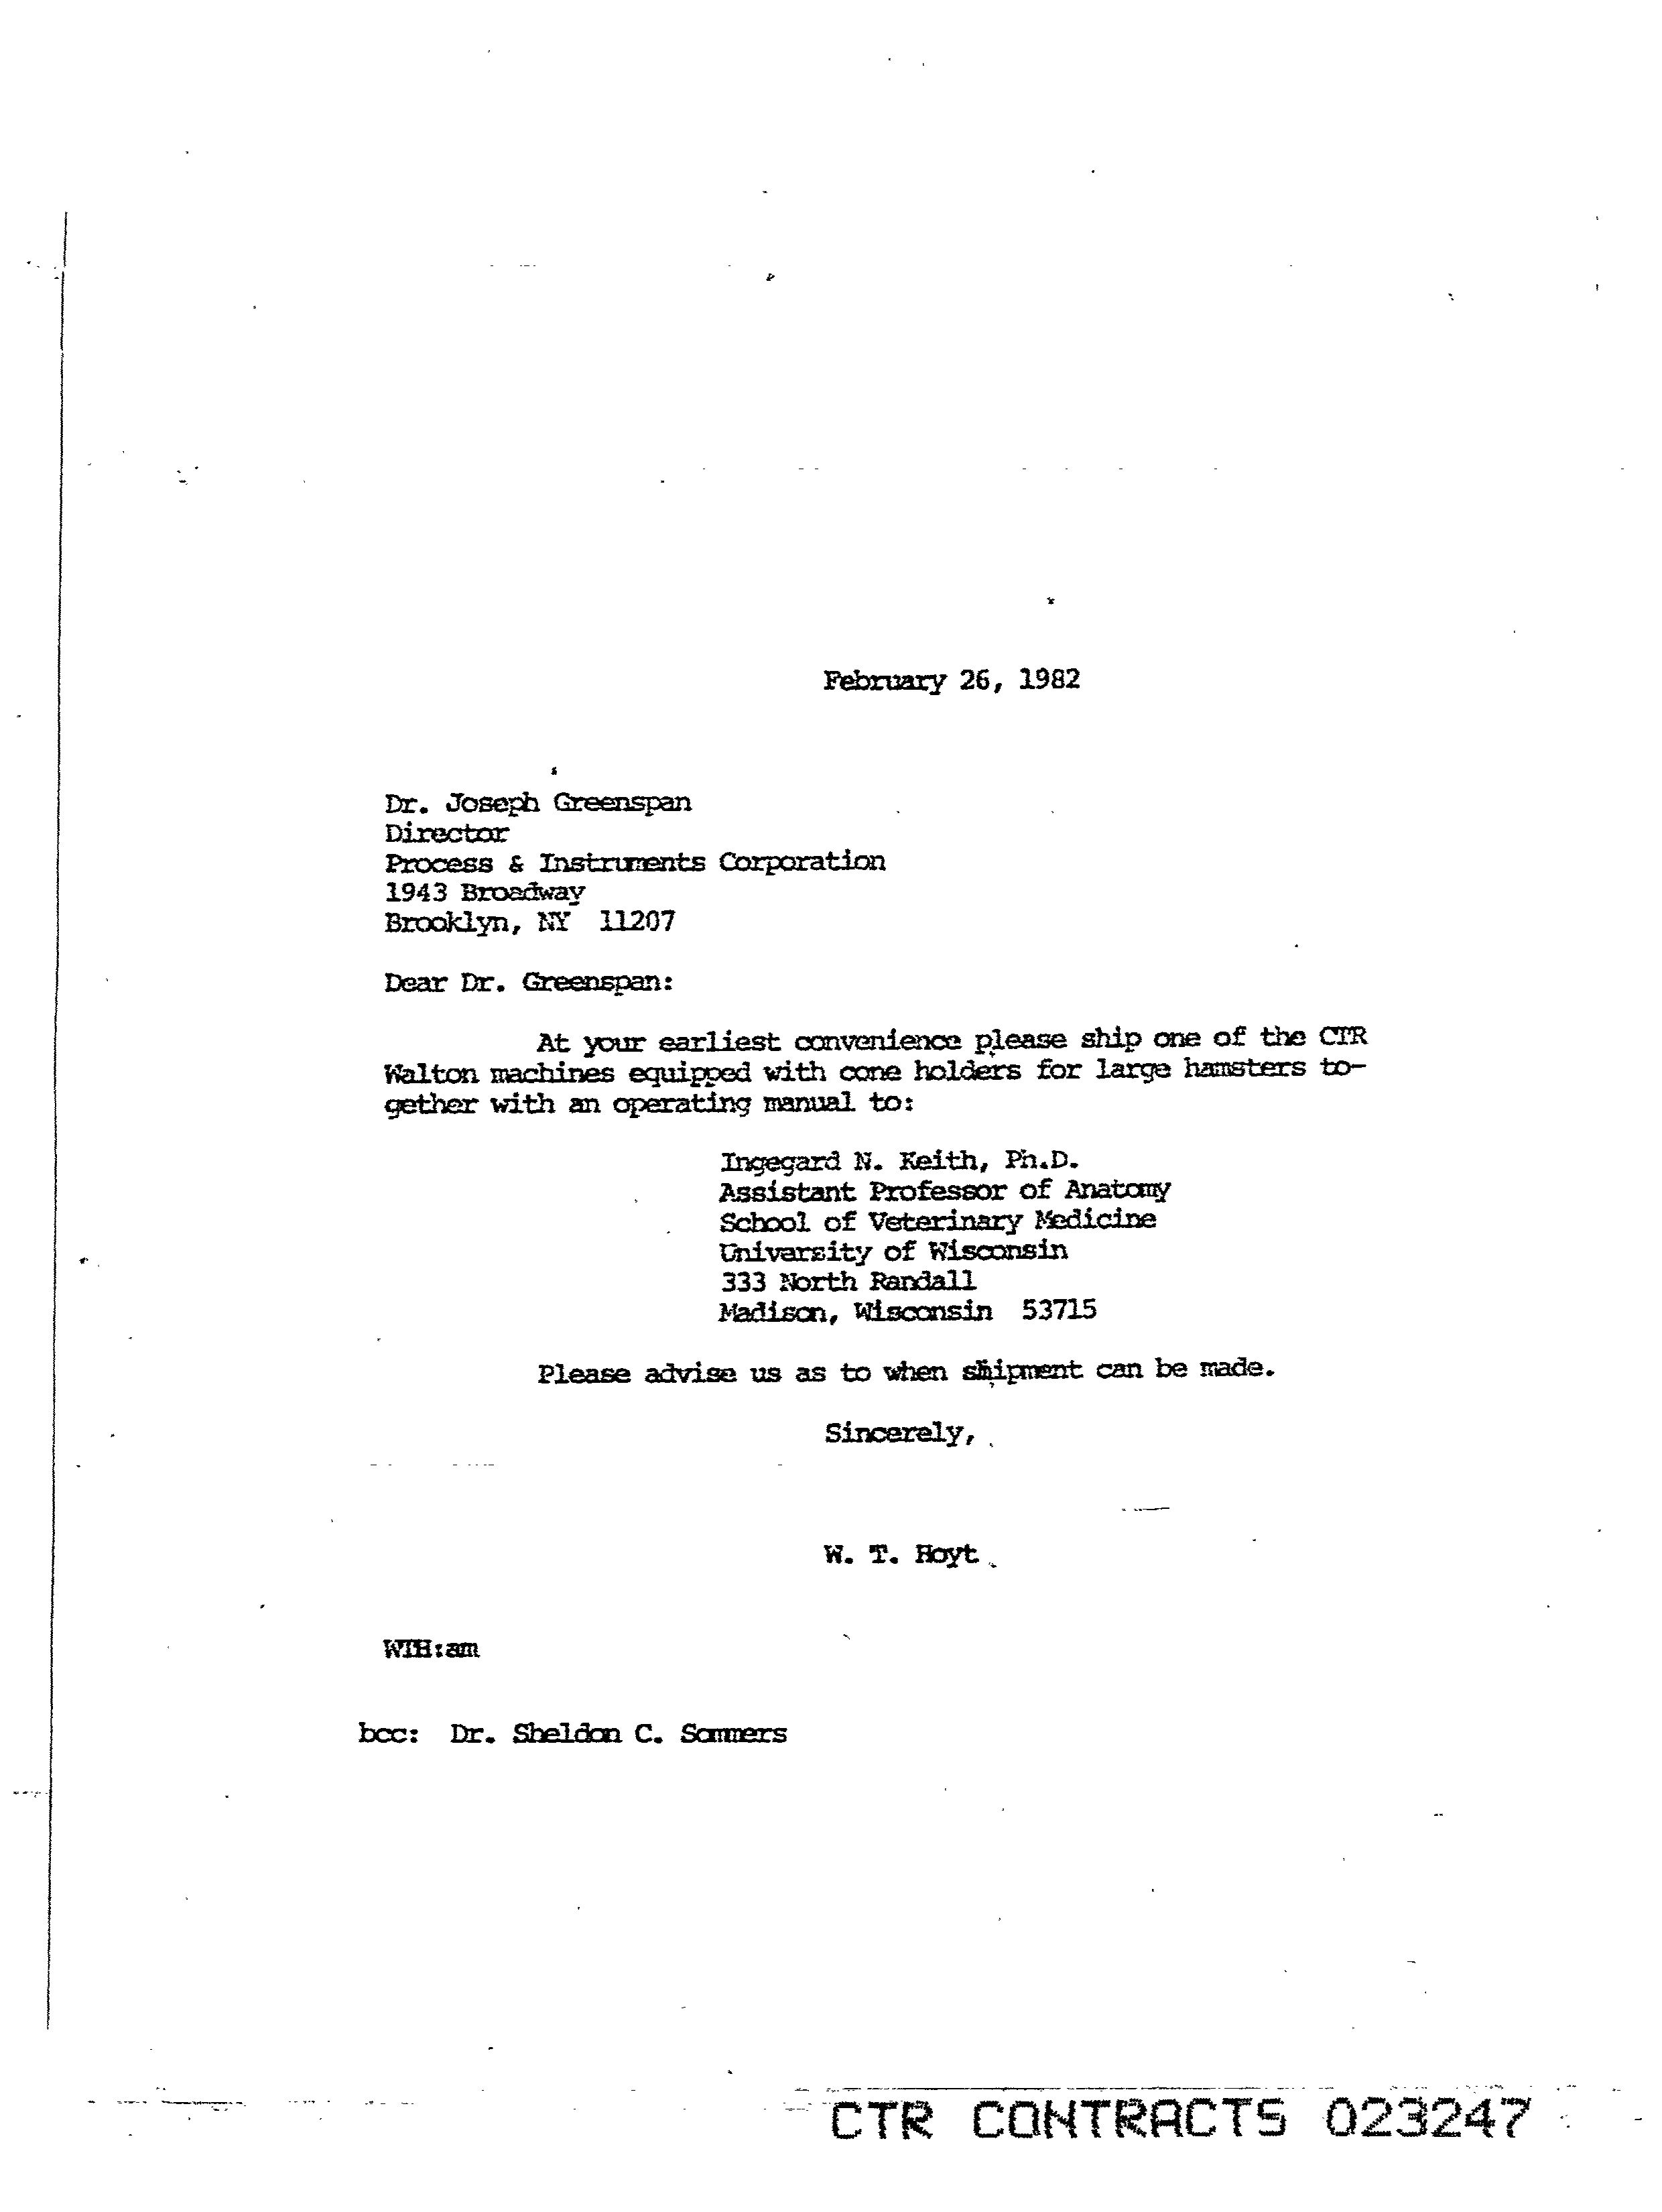 February 26, 1982
Dr. Joseph Greenspan
Director
Process & Instruments Corporation
1943 Broadway
Brooklyn, NY 11207
Dear Dr. Greenspan:
At your earliest convenience please ship one of the CTR
Walton machines equipped with cone holders for large hamsters to-
gether with an operating manual to:
Ingegard N. Keith, Ph.D.
Assistant Professor of Anatomy
School of Veterinary Medicine
University of Wisconsin
333 North Randall
Madison, Wisconsin 53715
Please advise us as to when shipment can be made.
Sincerely,
W. T. Hoyt
WTH:am
bcc: Dr. Sheldon C. Sommers
CTR CONTRACTS 023247